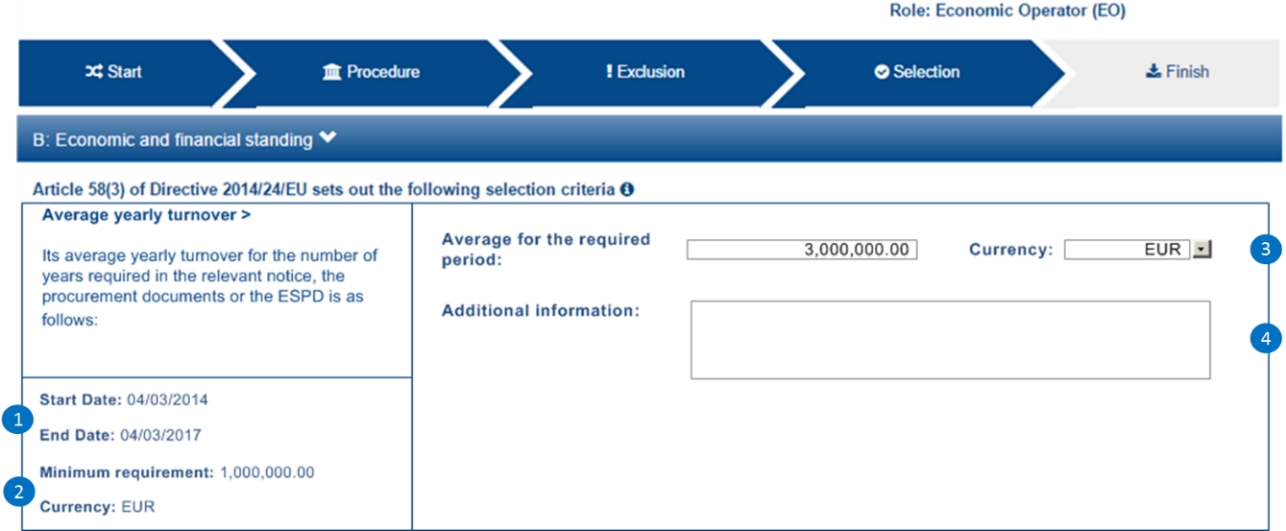 Role: Economic Operator (EO)
Start
Procedure
Exclusion
Selection
Finish
B: Economic and financial standing
Article 58(3) of Directive 2014/24/EU sets out the following selection criteria
Average yearly turnover >
Its average yearly turnover for the number of
years required in the relevant notice, the
procurement documents or the ESPD is as
follows:
Average for the required
period:
3,000,000.00
Currency:
EUR
3
Additional information:
4
1
Start Date: 04/03/2014
End Date: 04/03/2017
2
Minimum requirement: 1,000,000.00
Currency: EUR